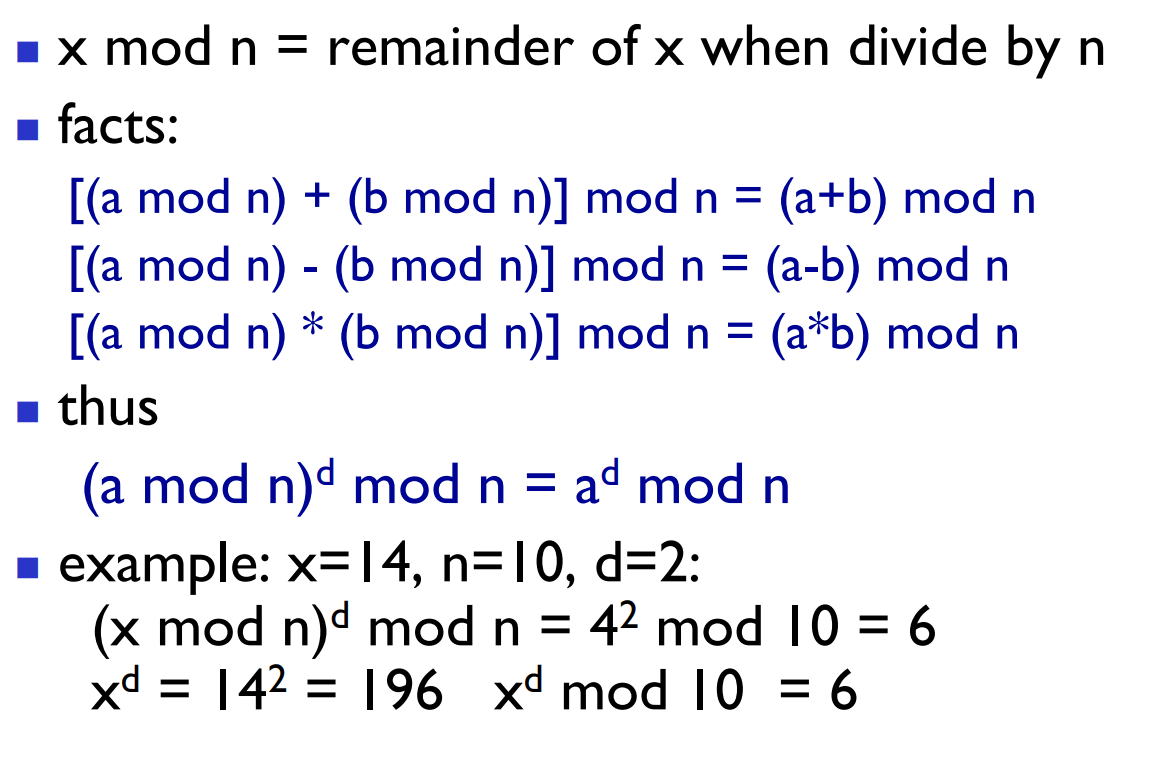 ▪ x mod n = remainder of x when divide by n
▪ facts:
[(a mod n) + (b mod n)] mod n = (a+b) mod n
[(a mod n) - (b mod n)] mod n = (a-b) mod n
[(a mod n) * (b mod n)] mod n = (a*b) mod n
▪ thus
(a mod n)ᵈ mod n = aᵈ mod n
▪ example: x=14, n=10, d=2:
(x mod n)ᵈ mod n = 4² mod 10 = 6
xᵈ = 14² = 196 xᵈ mod 10 = 6